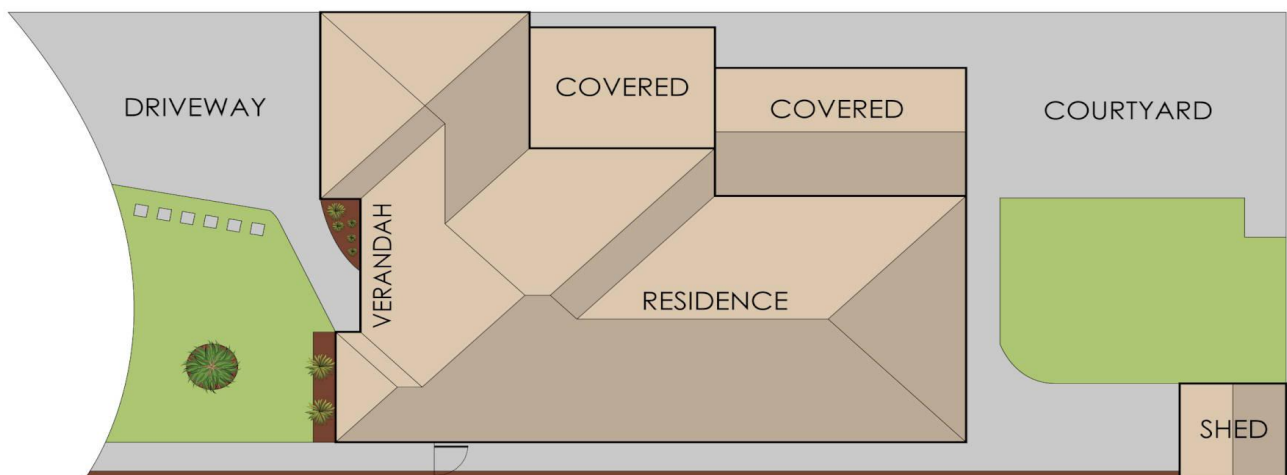 DRIVEWAY
COVERED
COVERED
COURTYARD
VERANDAH
RESIDENCE
SHED